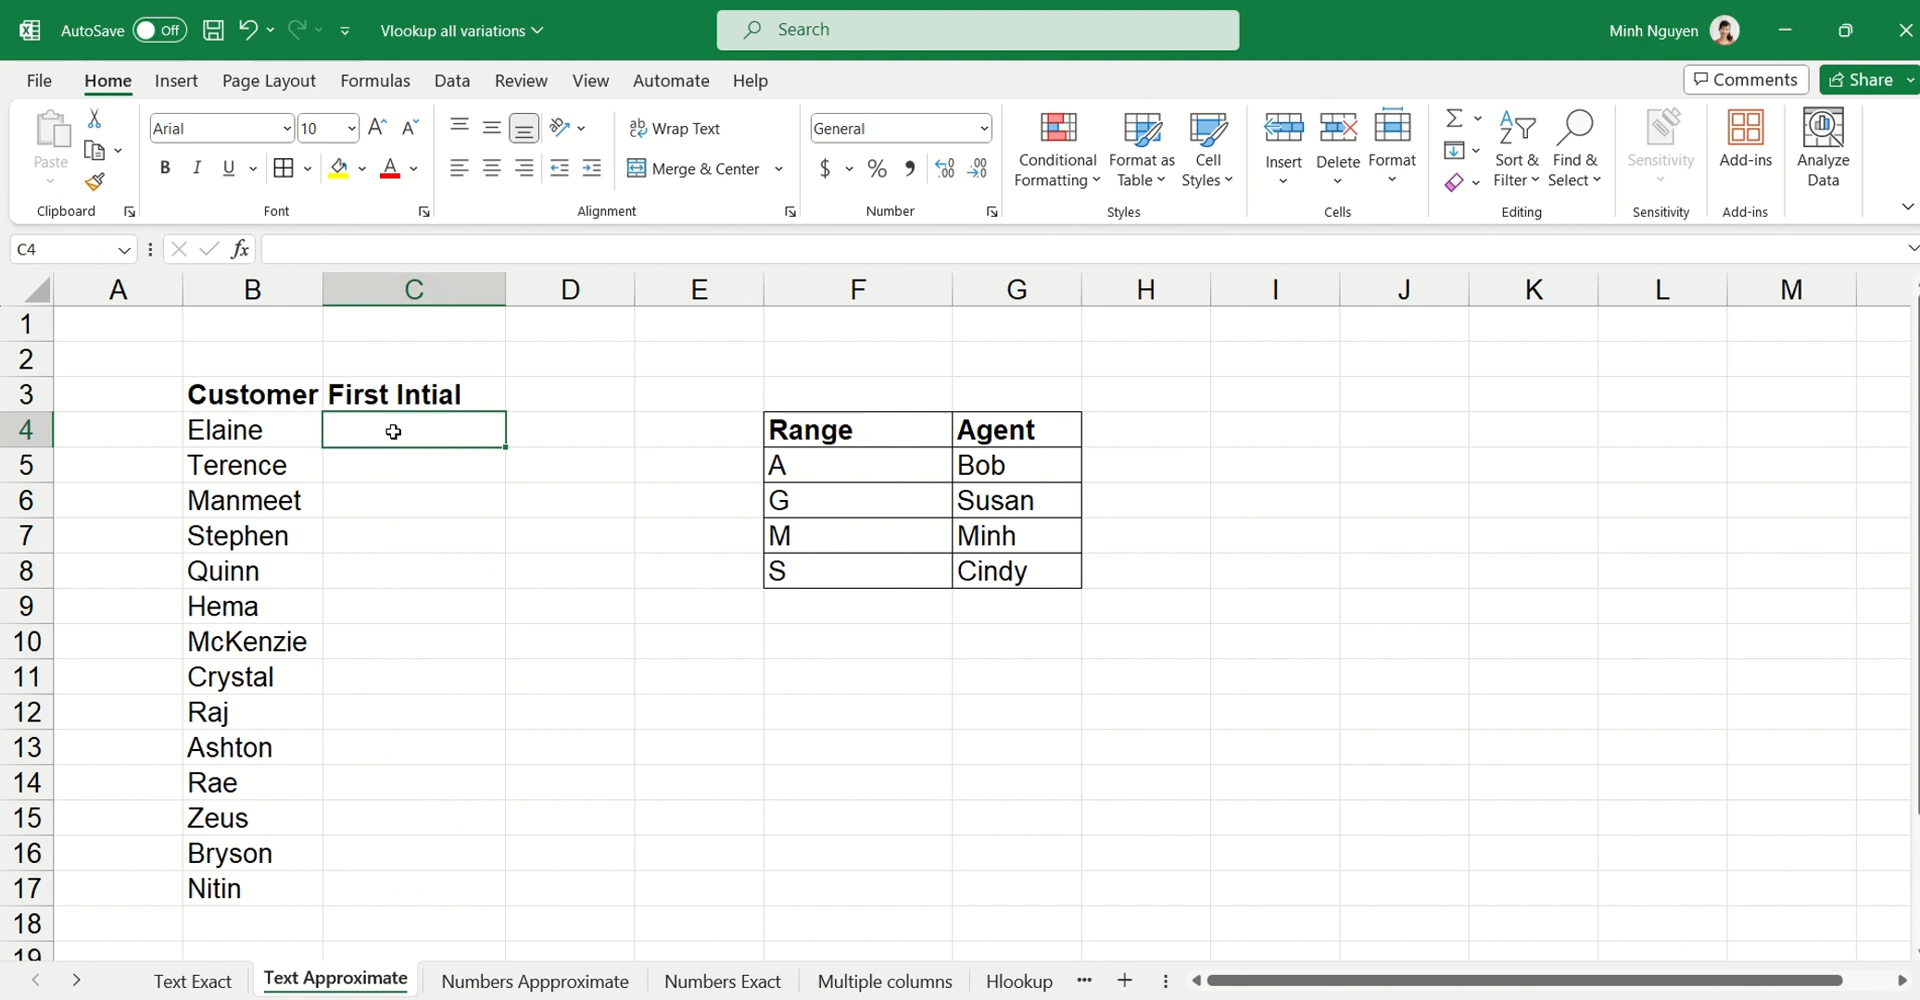 AutoSave Off Vlookup all variations Search Minh Nguyen
File Home Insert Page Layout Formulas Data Review View Automate Help Comments Share
Paste
Clipboard
Arial 10
B I U A
Font
Wrap Text
Merge & Center
Alignment
General
$ % 9
Number
Conditional Formatting
Format as Table
Cell Styles
Styles
Insert Delete Format
Cells
Sort & Filter
Find & Select
Editing
Sensitivity
Sensitivity
Add-ins
Add-ins
Analyze Data
C4 fx
A B C D E F G H I J K L M
1
2
3 Customer First Intial
4 Elaine Range Agent
5 Terence A Bob
6 Manmeet G Susan
7 Stephen M Minh
8 Quinn S Cindy
9 Hema
10 McKenzie
11 Crystal
12 Raj
13 Ashton
14 Rae
15 Zeus
16 Bryson
17 Nitin
18
19
Text Exact Text Approximate Numbers Appproximate Numbers Exact Multiple columns Hlookup